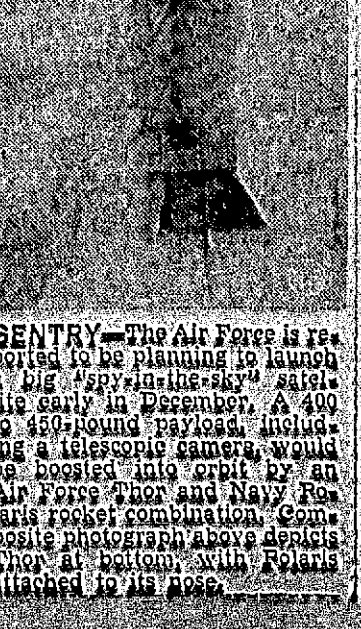 SENTRY—The Air Force is re-
ported to be planning to launch
a big "spy-in-the-sky" satel-
lite early in December. A 400
to 450-pound payload, includ-
ing a telescopic camera, would
be boosted into orbit by an
Air Force Thor and Navy Po-
laris rocket combination. Com-
posite photograph above depicts
Thor at bottom, with Polaris
attached to its nose.